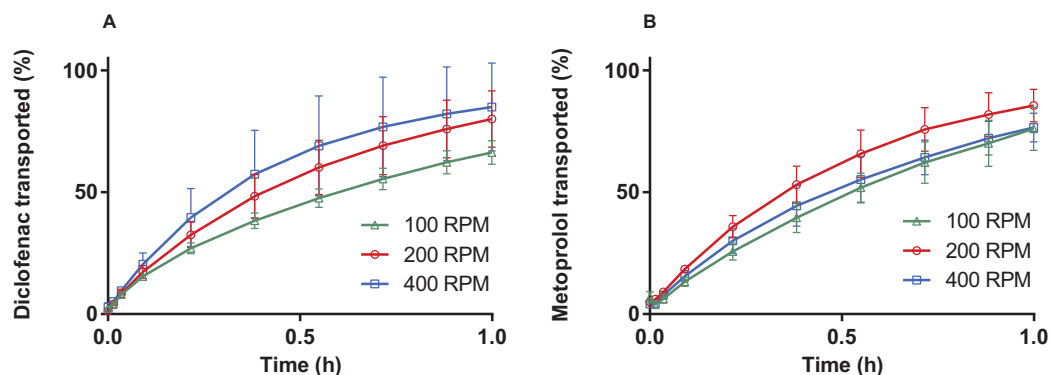 A
Diclofenac transported (%)
100
50
0
0.0
0.5
1.0
Time (h)
100 RPM
200 RPM
400 RPM
B
Metoprolol transported (%)
100
50
0
0.0
0.5
1.0
Time (h)
100 RPM
200 RPM
400 RPM